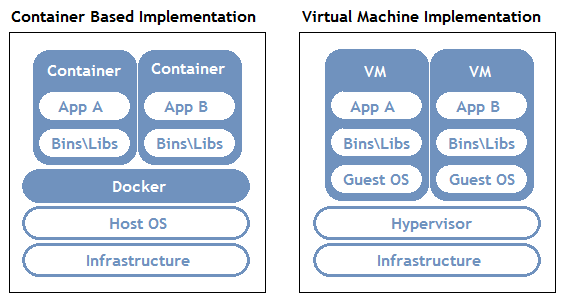 Container Based Implementation
Container
Container
App A
App B
Bins\Libs
Bins\Libs
Docker
Host OS
Infrastructure
Virtual Machine Implementation
VM
VM
App A
App B
Bins\Libs
Bins\Libs
Guest OS
Guest OS
Hypervisor
Infrastructure